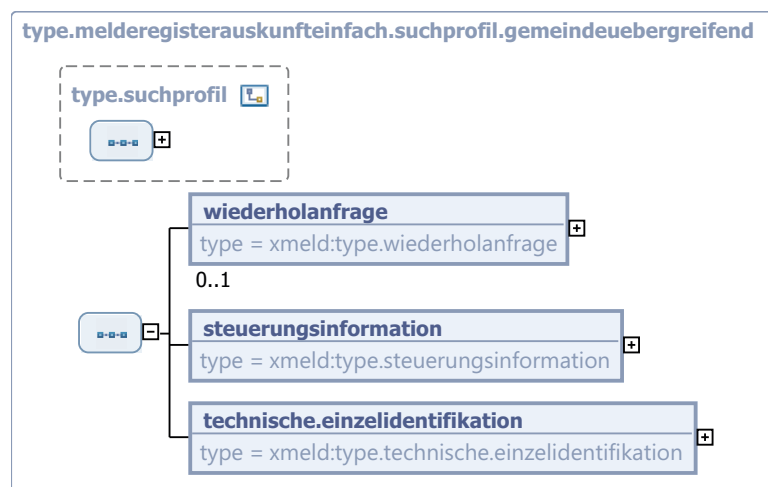 type.melderegisterauskunfteinfach.suchprofil.gemeindeuebergreifend
type.suchprofil
wiederholanfrage
type = xmeld:type.wiederholanfrage
0..1
steuerungsinformation
type = xmeld:type.steuerungsinformation
technische.einzelidentifikation
type = xmeld:type.technische.einzelidentifikation